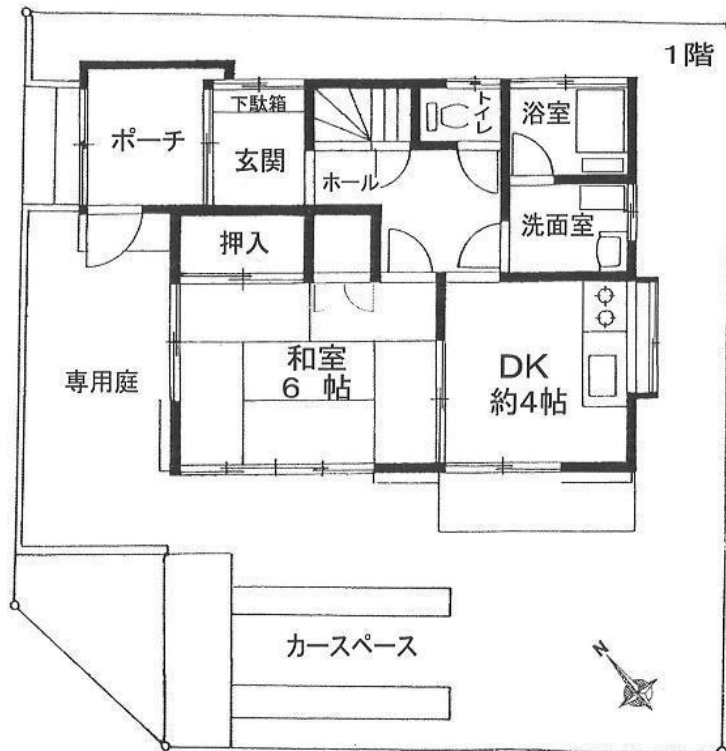 1階
下駄箱
トイレ
浴室
ポーチ
玄関
ホール
洗面室
押入
和室
6 帖
DK
約4帖
専用庭
カースペース
N